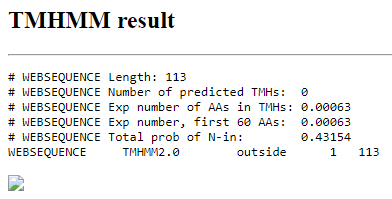 TMHMM result
# WEBSEQUENCE Length: 113
# WEBSEQUENCE Number of predicted TMHs:  0
# WEBSEQUENCE Exp number of AAs in TMHs: 0.00063
# WEBSEQUENCE Exp number, first 60 AAs:  0.00063
# WEBSEQUENCE Total prob of N-in:        0.43154
WEBSEQUENCE     TMHMM2.0        outside      1   113